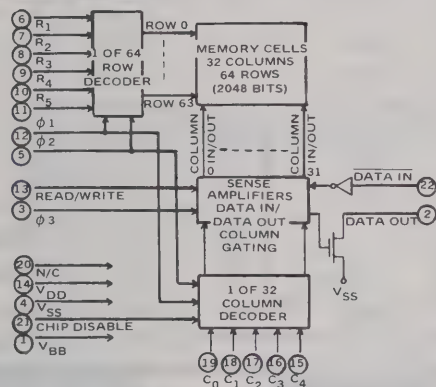 6
R1
7
R2
8
R3
9
R4
10
R5
11
φ1
12
φ2
5
1 OF 64
ROW
DECODER
ROW 0
ROW 63
MEMORY CELLS
32 COLUMNS
64 ROWS
(2048 BITS)
COLUMN
IN/OUT
0
COLUMN
IN/OUT
31
13
READ/WRITE
3
φ3
SENSE
AMPLIFIERS
DATA IN/
DATA OUT
COLUMN
GATING
DATA IN
22
DATA OUT
2
VSS
20
N/C
14
VDD
4
VSS
21
CHIP DISABLE
1
VBB
1 OF 32
COLUMN
DECODER
19
18
17
16
15
C0
C1
C2
C3
C4